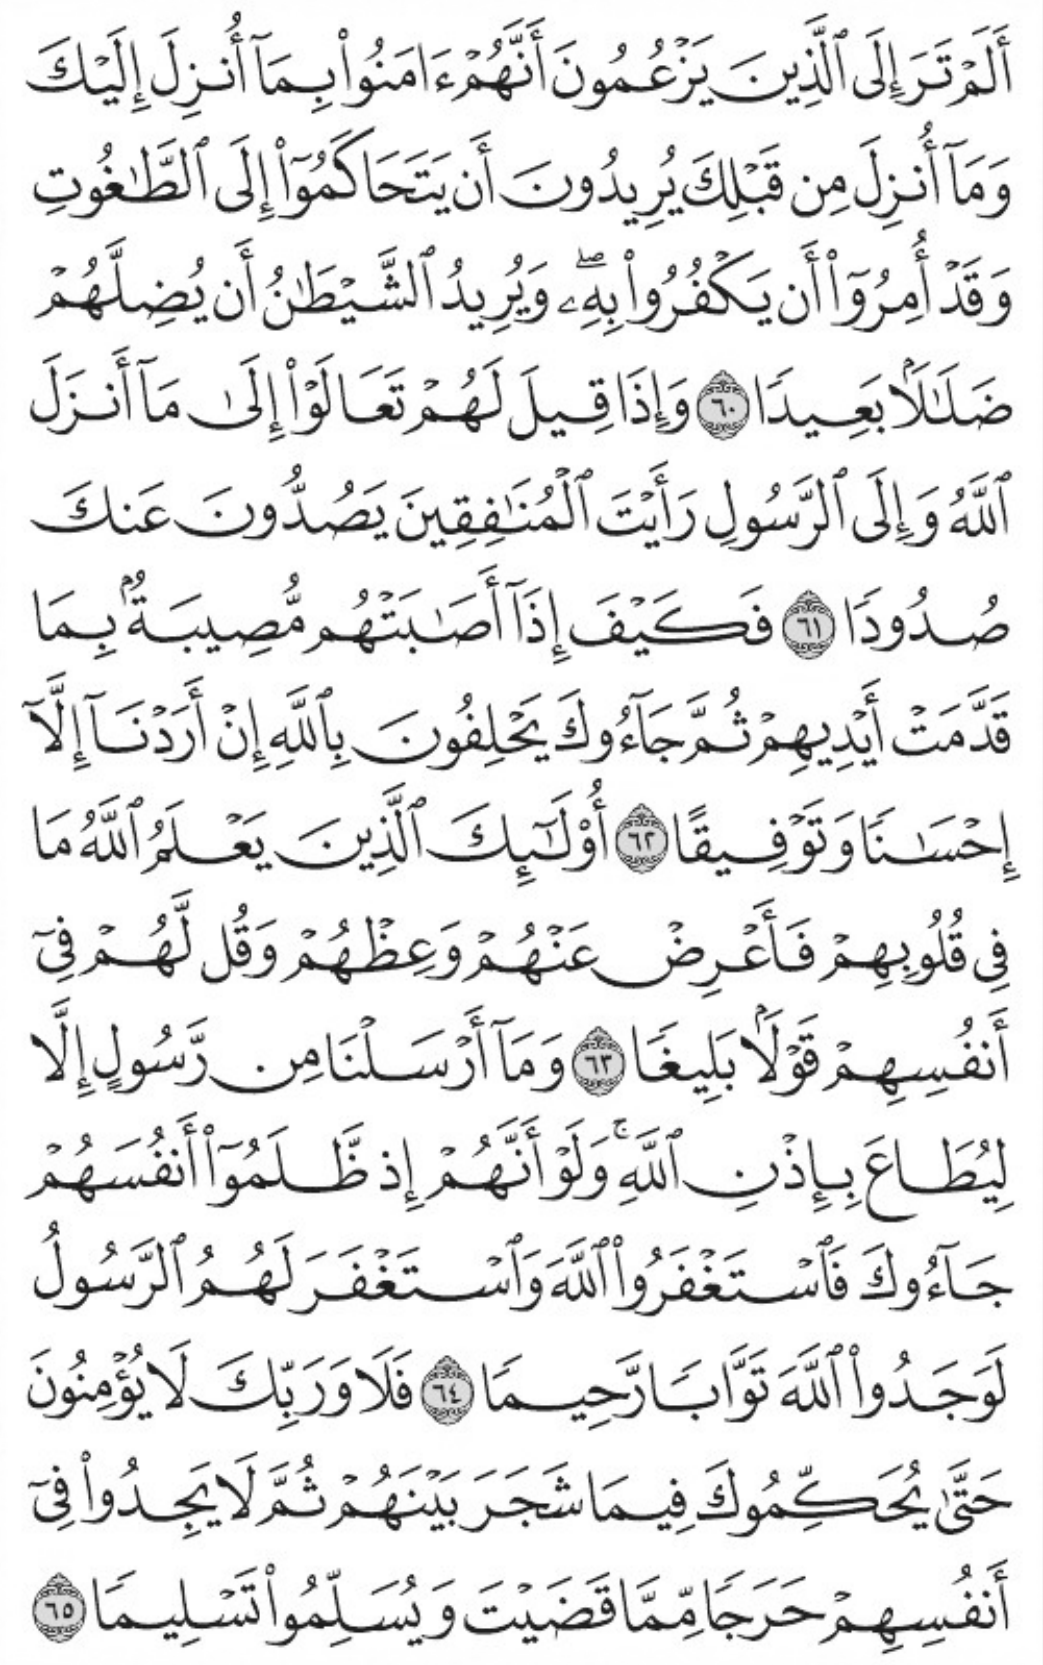 أَلَمْ تَرَ إِلَى ٱلَّذِينَ يَزْعُمُونَ أَنَّهُمْ ءَامَنُوا۟ بِمَآ أُنزِلَ إِلَيْكَ
وَمَآ أُنزِلَ مِن قَبْلِكَ يُرِيدُونَ أَن يَتَحَاكَمُوٓا۟ إِلَى ٱلطَّٰغُوتِ
وَقَدْ أُمِرُوٓا۟ أَن يَكْفُرُوا۟ بِهِۦۖ وَيُرِيدُ ٱلشَّيْطَٰنُ أَن يُضِلَّهُمْ
ضَلَٰلًۢا بَعِيدًا ٦٠ وَإِذَا قِيلَ لَهُمْ تَعَالَوْا۟ إِلَىٰ مَآ أَنزَلَ
ٱللَّهُ وَإِلَى ٱلرَّسُولِ رَأَيْتَ ٱلْمُنَٰفِقِينَ يَصُدُّونَ عَنكَ
صُدُودًا ٦١ فَكَيْفَ إِذَآ أَصَٰبَتْهُم مُّصِيبَةٌۢ بِمَا
قَدَّمَتْ أَيْدِيهِمْ ثُمَّ جَآءُوكَ يَحْلِفُونَ بِٱللَّهِ إِنْ أَرَدْنَآ إِلَّآ
إِحْسَٰنًا وَتَوْفِيقًا ٦٢ أُو۟لَٰٓئِكَ ٱلَّذِينَ يَعْلَمُ ٱللَّهُ مَا
فِى قُلُوبِهِمْ فَأَعْرِضْ عَنْهُمْ وَعِظْهُمْ وَقُل لَّهُمْ فِىٓ
أَنفُسِهِمْ قَوْلًۢا بَلِيغًا ٦٣ وَمَآ أَرْسَلْنَا مِن رَّسُولٍ إِلَّا
لِيُطَاعَ بِإِذْنِ ٱللَّهِۚ وَلَوْ أَنَّهُمْ إِذ ظَّلَمُوٓا۟ أَنفُسَهُمْ
جَآءُوكَ فَٱسْتَغْفَرُوا۟ ٱللَّهَ وَٱسْتَغْفَرَ لَهُمُ ٱلرَّسُولُ
لَوَجَدُوا۟ ٱللَّهَ تَوَّابًا رَّحِيمًا ٦٤ فَلَا وَرَبِّكَ لَا يُؤْمِنُونَ
حَتَّىٰ يُحَكِّمُوكَ فِيمَا شَجَرَ بَيْنَهُمْ ثُمَّ لَا يَجِدُوا۟ فِىٓ
أَنفُسِهِمْ حَرَجًا مِّمَّا قَضَيْتَ وَيُسَلِّمُوا۟ تَسْلِيمًا ٦٥